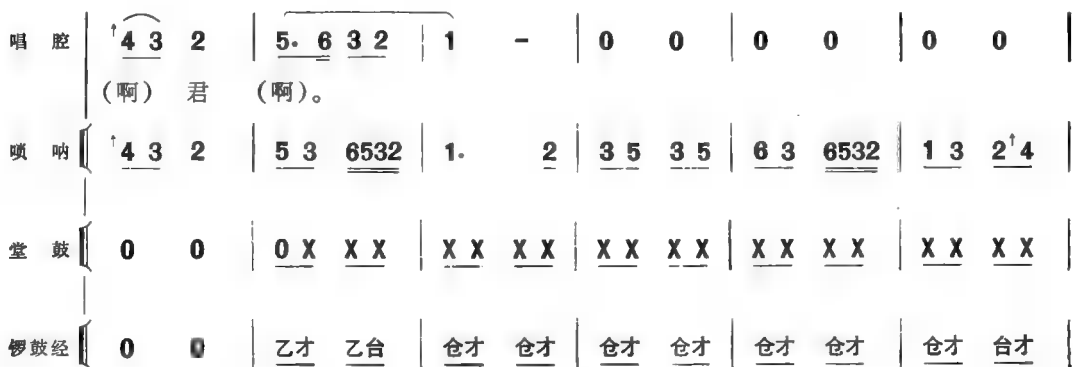 唱腔 ↑4 3 2 | 5. 6 3 2 | 1 - | 0 0 | 0 0 | 0 0 |
(啊) 君 (啊)。
唢呐 ↑4 3 2 | 5 3 6532 | 1. 2 | 3 5 3 5 | 6 3 6532 | 1 3 2↑4 |
堂鼓 0 0 | 0 X X X | X X X X | X X X X | X X X X | X X X X |
锣鼓经 0 0 | 乙才 乙台 | 仓才 仓才 | 仓才 仓才 | 仓才 仓才 | 仓才 台才 |